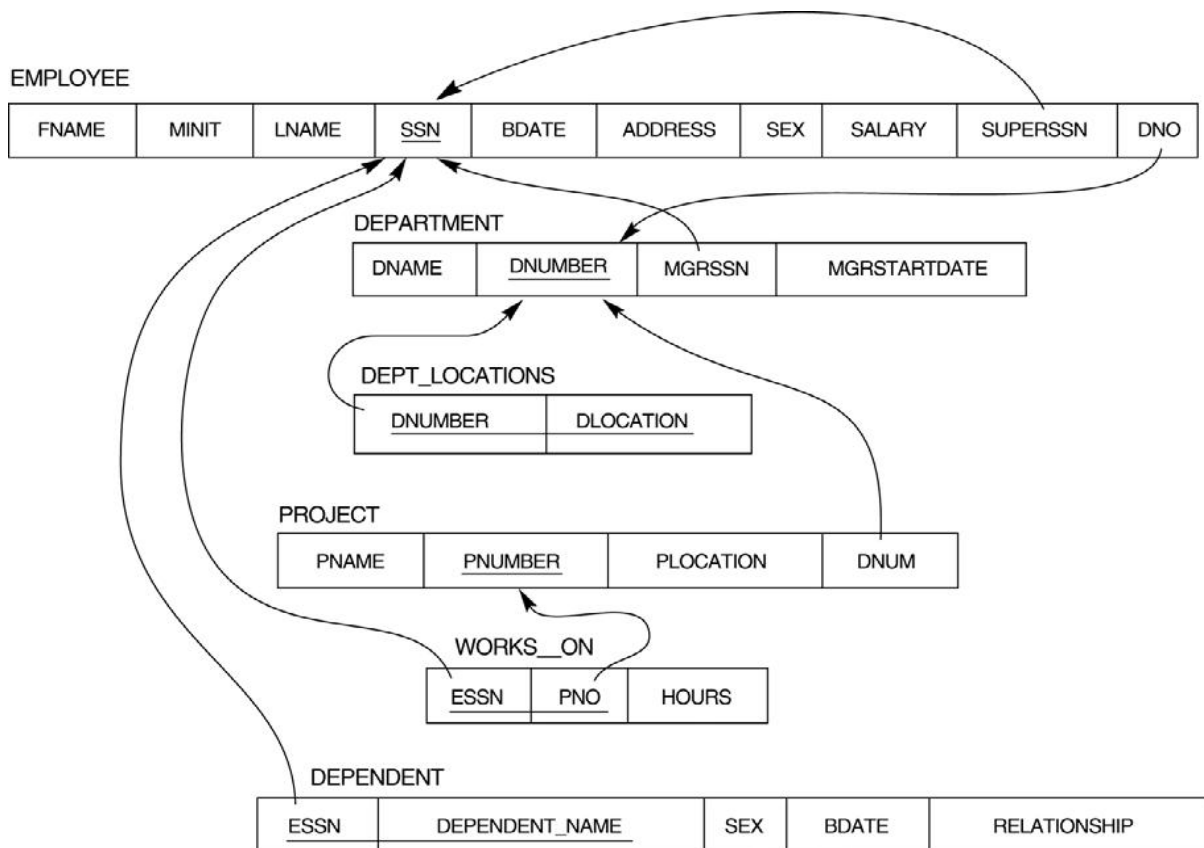 EMPLOYEE
FNAME MINIT LNAME SSN BDATE ADDRESS SEX SALARY SUPERSSN DNO
DEPARTMENT
DNAME DNUMBER MGRSSN MGRSTARTDATE
DEPT_LOCATIONS
DNUMBER DLOCATION
PROJECT
PNAME PNUMBER PLOCATION DNUM
WORKS__ON
ESSN PNO HOURS
DEPENDENT
ESSN DEPENDENT_NAME SEX BDATE RELATIONSHIP